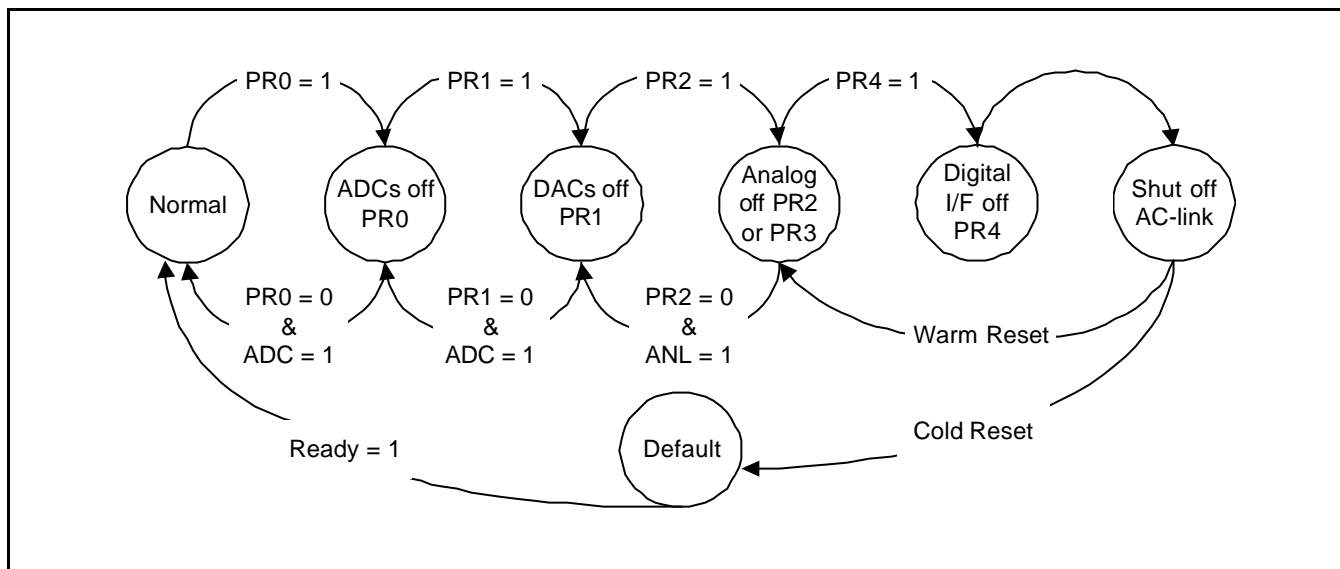 PR0 = 1
PR1 = 1
PR2 = 1
PR4 = 1
Normal
ADCs off
PR0
DACs off
PR1
Analog
off PR2
or PR3
Digital
I/F off
PR4
Shut off
AC-link
PR0 = 0
&
ADC = 1
PR1 = 0
&
ADC = 1
PR2 = 0
&
ANL = 1
Warm Reset
Default
Cold Reset
Ready = 1